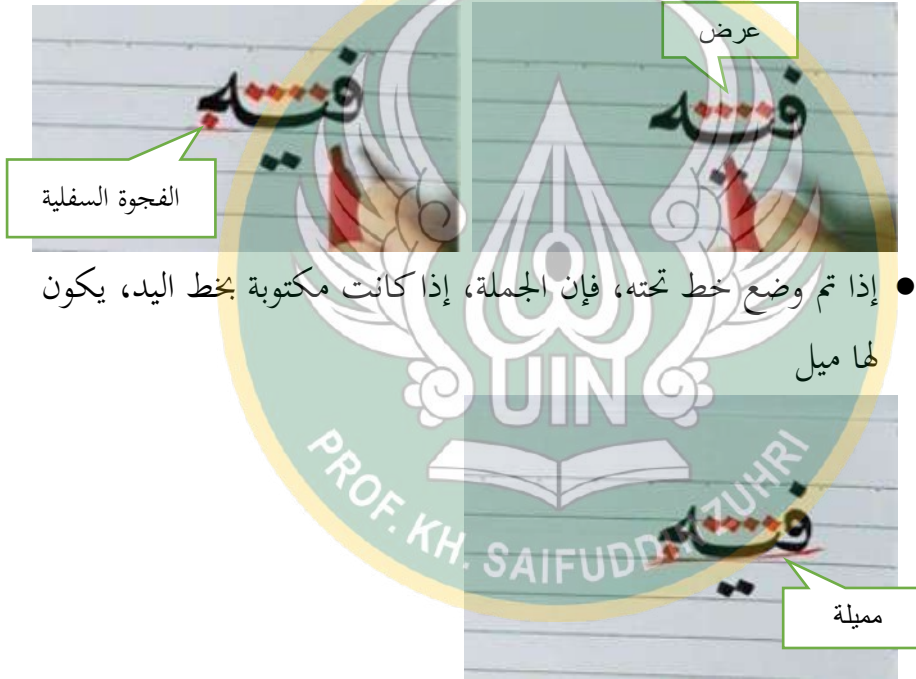 عرض
فتيه
فتيه
الفجوة السفلية
● إذا تم وضع خط تحته، فإن الجملة، إذا كانت مكتوبة بخط اليد، يكون
لها ميل
UIN
PROF. KH. SAIFUDDIN ZUHRI
فتيه
مميلة